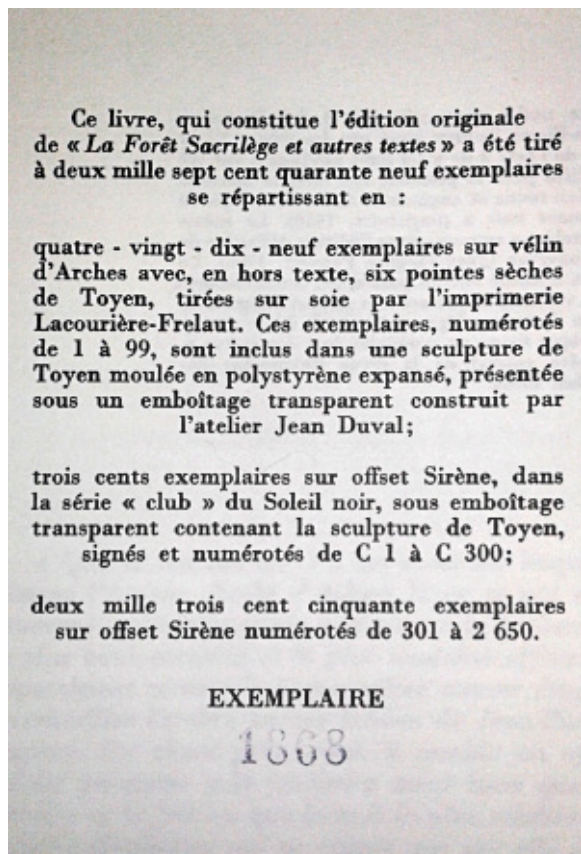 Ce livre, qui constitue l'édition originale
de « La Forêt Sacrilège et autres textes » a été tiré
à deux mille sept cent quarante neuf exemplaires
se répartissant en :
quatre - vingt - dix - neuf exemplaires sur vélin
d'Arches avec, en hors texte, six pointes sèches
de Toyen, tirées sur soie par l'imprimerie
Lacourière-Frelaut. Ces exemplaires, numérotés
de 1 à 99, sont inclus dans une sculpture de
Toyen moulée en polystyrène expansé, présentée
sous un emboîtage transparent construit par
l'atelier Jean Duval;
trois cents exemplaires sur offset Sirène, dans
la série « club » du Soleil noir, sous emboîtage
transparent contenant la sculpture de Toyen,
signés et numérotés de C 1 à C 300;
deux mille trois cent cinquante exemplaires
sur offset Sirène numérotés de 301 à 2 650.
EXEMPLAIRE